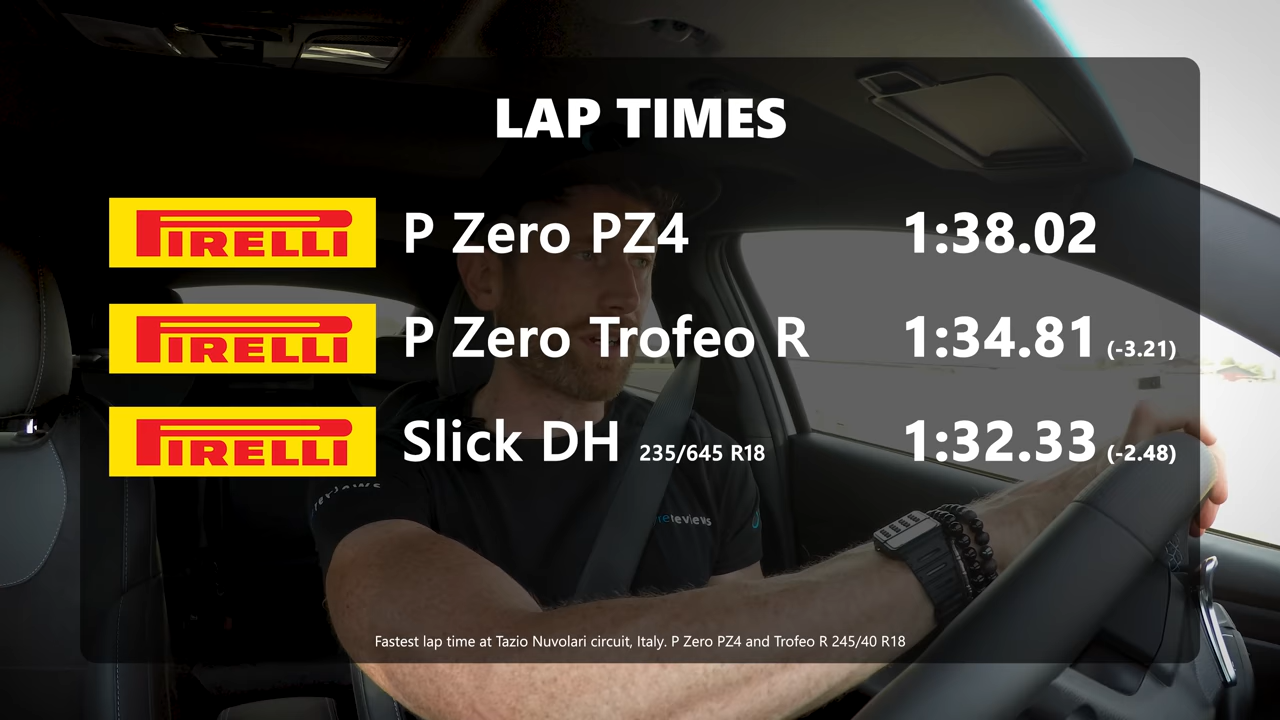 LAP TIMES
PIRELLI P Zero PZ4 1:38.02
PIRELLI P Zero Trofeo R 1:34.81 (-3.21)
PIRELLI Slick DH 235/645 R18 1:32.33 (-2.48)
Fastest lap time at Tazio Nuvolari circuit, Italy. P Zero PZ4 and Trofeo R 245/40 R18